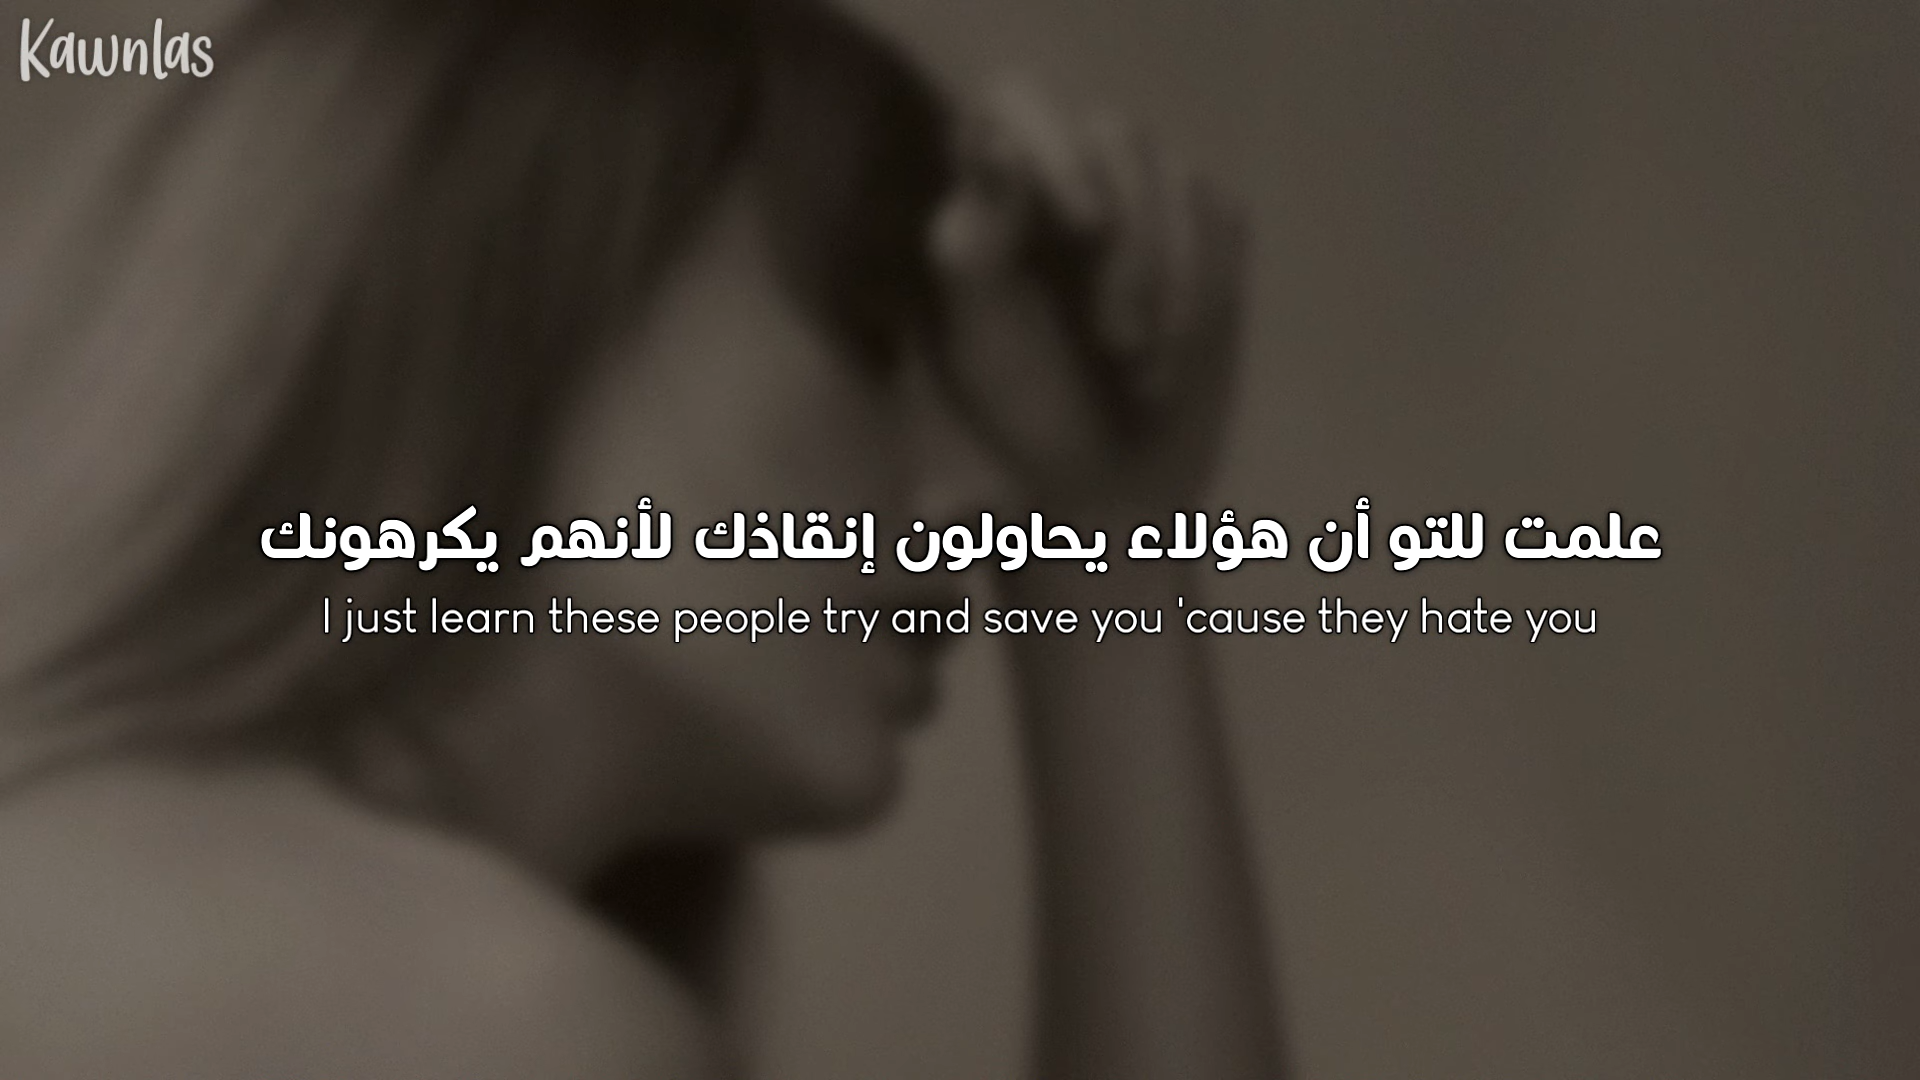 Kawnlas
علمت للتو أن هؤلاء يحاولون إنقاذك لأنهم يكرهونك
I just learn these people try and save you 'cause they hate you